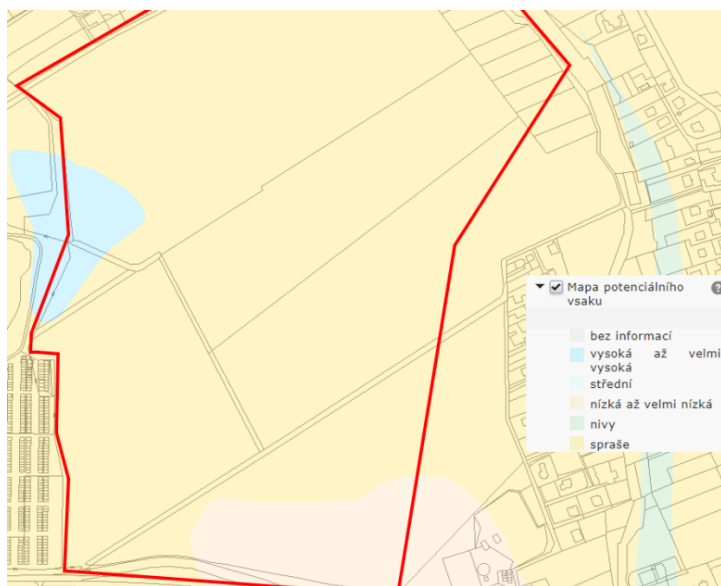 Mapa potenciálního
vsaku
bez informací
vysoká až velmi
vysoká
střední
nízká až velmi nízká
nivy
spraše